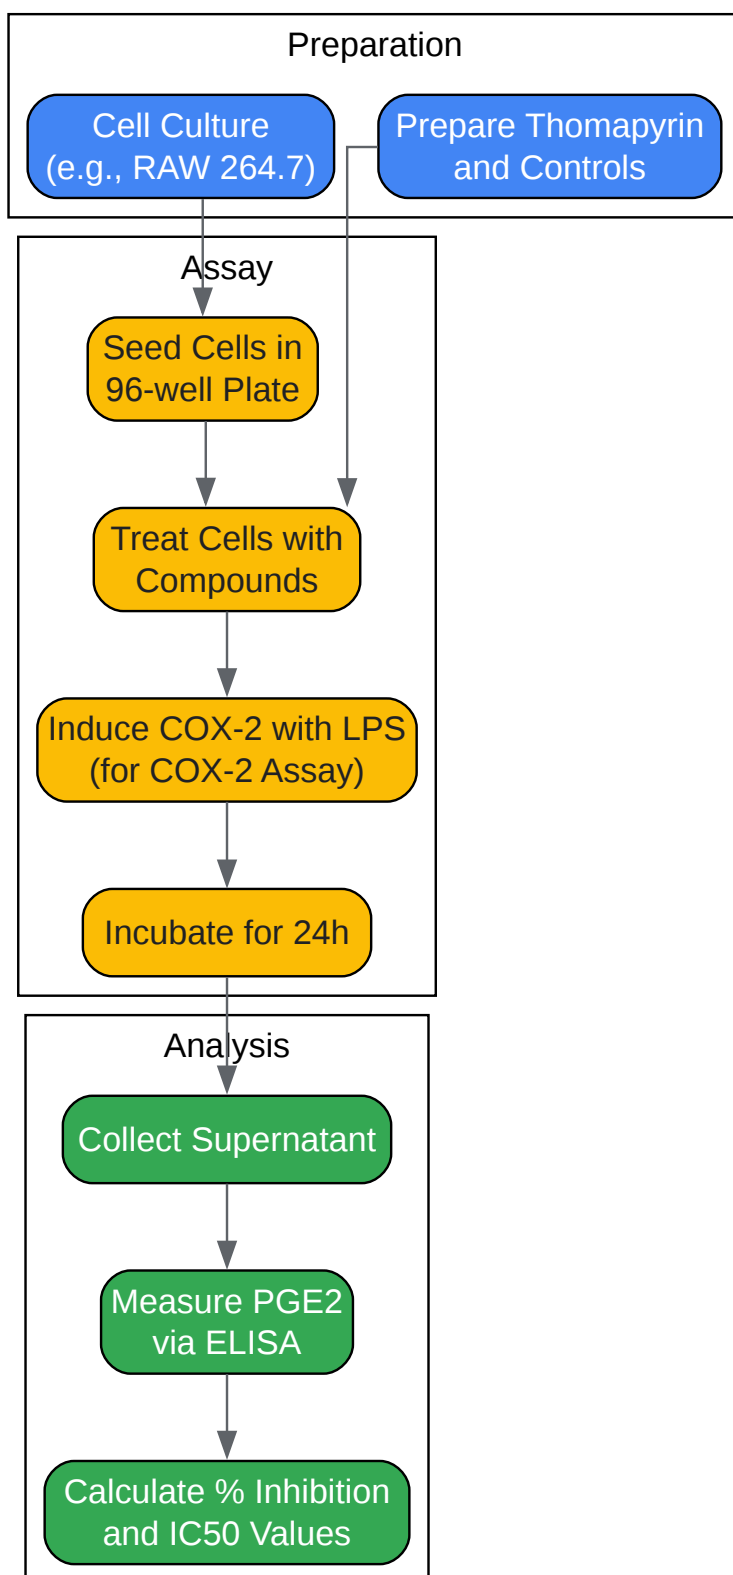 Preparation
Cell Culture
(e.g., RAW 264.7)
Prepare Thomapyrin
and Controls
Assay
Seed Cells in
96-well Plate
Treat Cells with
Compounds
Induce COX-2 with LPS
(for COX-2 Assay)
Incubate for 24h
Analysis
Collect Supernatant
Measure PGE2
via ELISA
Calculate % Inhibition
and IC50 Values